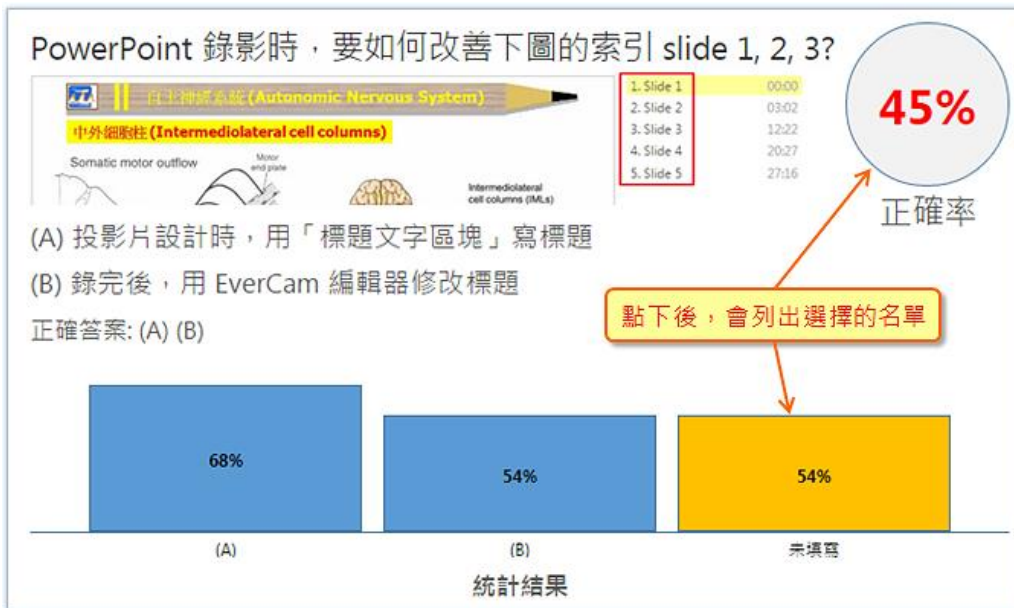 PowerPoint 錄影時，要如何改善下圖的索引 slide 1, 2, 3?
自主神經系統(Autonomic Nervous System)
中外細胞柱(Intermediolateral cell columns)
Somatic motor outflow
Motor
end plate
Intermediolateral
cell columns (IMLs)
1. Slide 1 00:00
2. Slide 2 03:02
3. Slide 3 12:22
4. Slide 4 20:27
5. Slide 5 27:16
45%
正確率
(A) 投影片設計時，用「標題文字區塊」寫標題
(B) 錄完後，用 EverCam 編輯器修改標題
正確答案: (A) (B)
點下後，會列出選擇的名單
68%
54%
54%
(A)
(B)
未填寫
統計結果